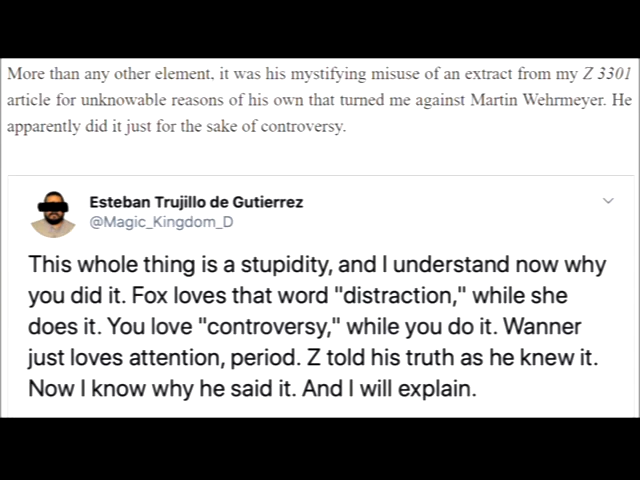 More than any other element, it was his mystifying misuse of an extract from my Z 3301
article for unknowable reasons of his own that turned me against Martin Wehrmeyer. He
apparently did it just for the sake of controversy.
Esteban Trujillo de Gutierrez
@Magic_Kingdom_D
This whole thing is a stupidity, and I understand now why
you did it. Fox loves that word "distraction," while she
does it. You love "controversy," while you do it. Wanner
just loves attention, period. Z told his truth as he knew it.
Now I know why he said it. And I will explain.